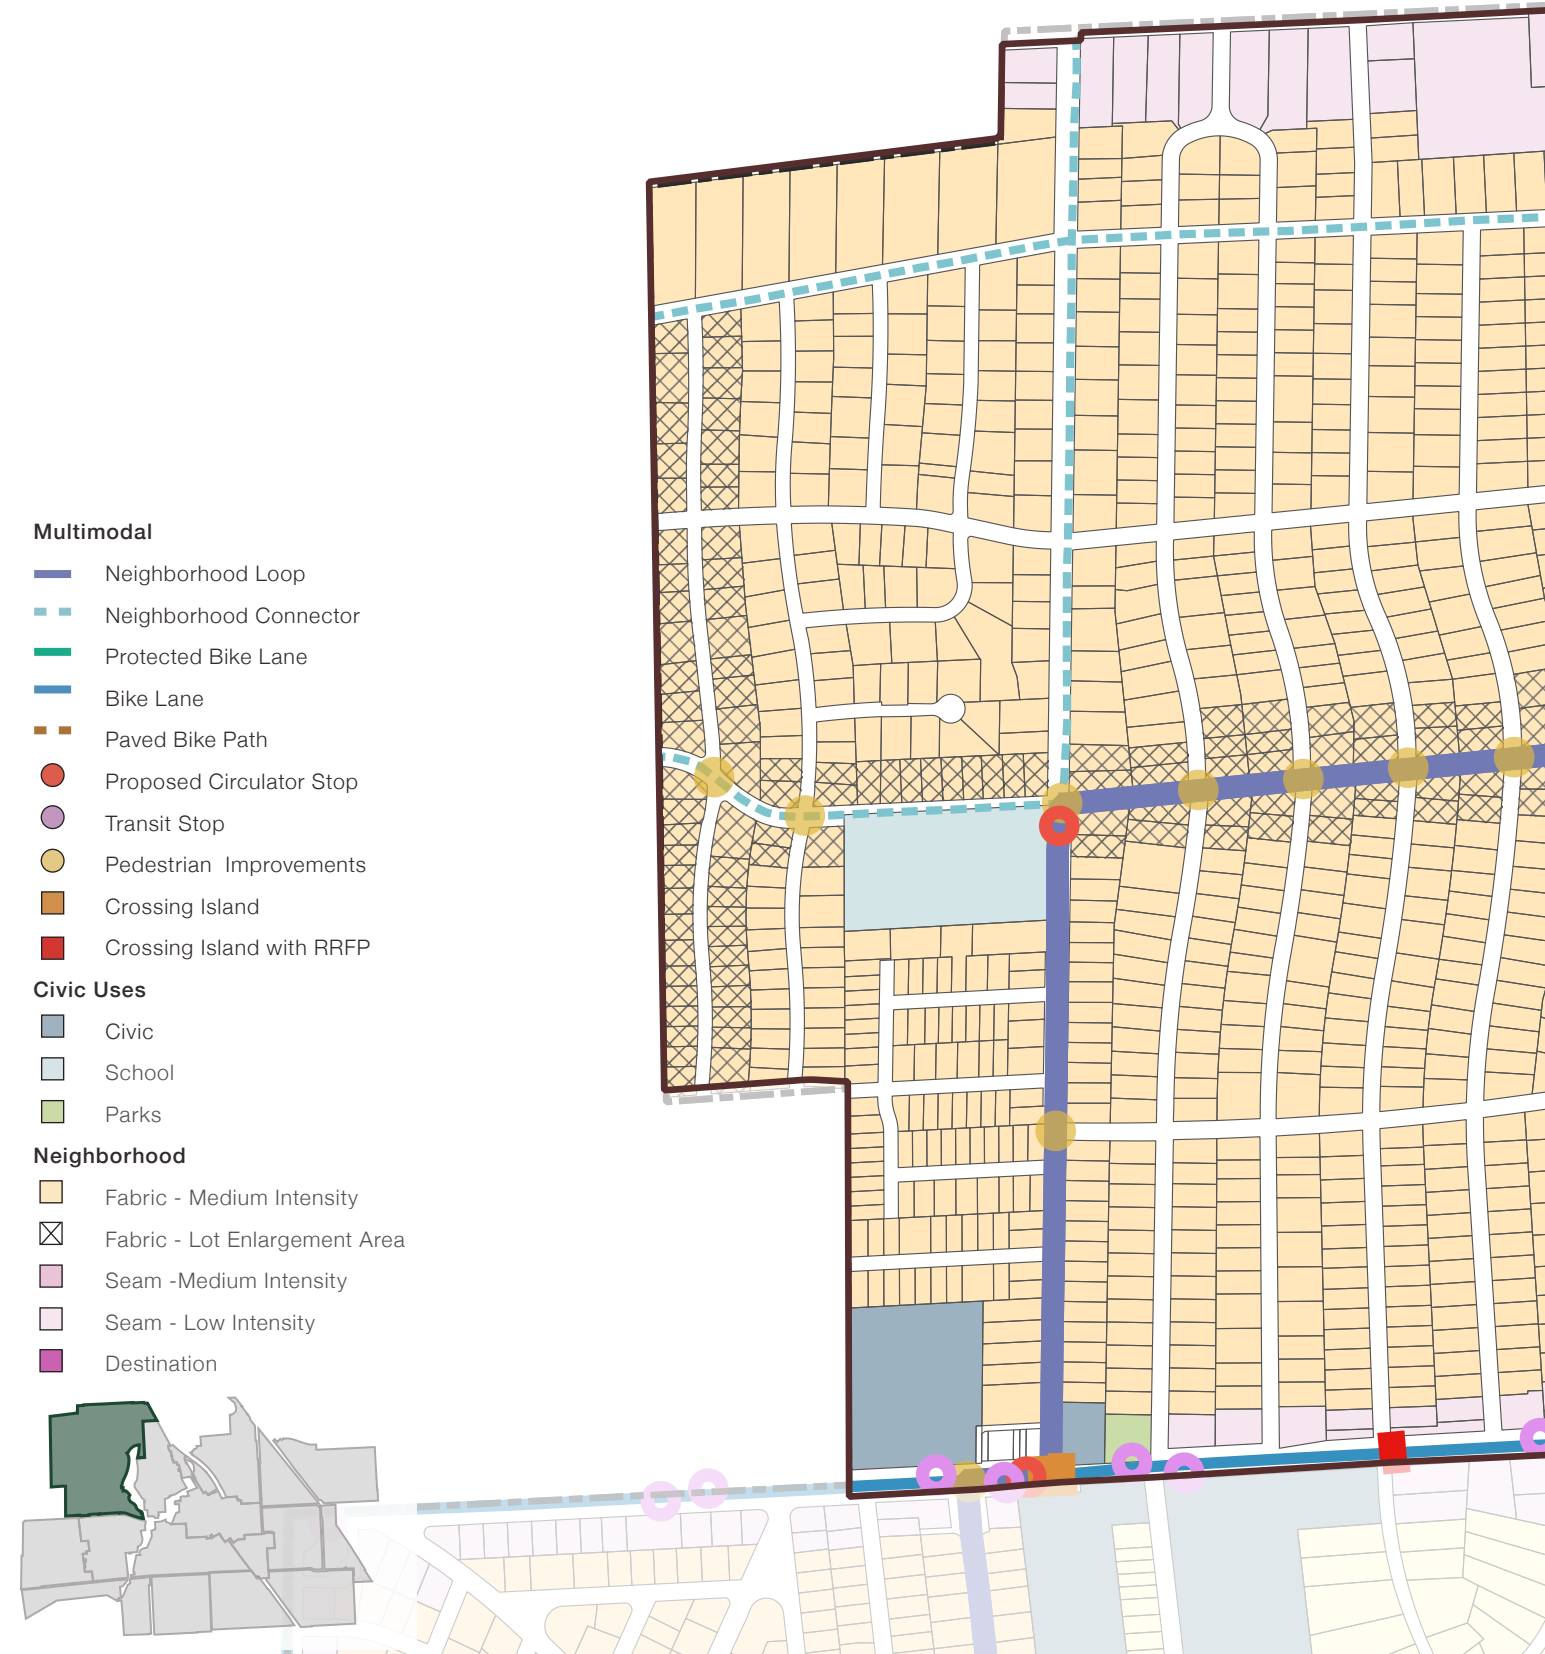 Multimodal
Neighborhood Loop
Neighborhood Connector
Protected Bike Lane
Bike Lane
Paved Bike Path
Proposed Circulator Stop
Transit Stop
Pedestrian Improvements
Crossing Island
Crossing Island with RRFP
Civic Uses
Civic
School
Parks
Neighborhood
Fabric - Medium Intensity
Fabric - Lot Enlargement Area
Seam -Medium Intensity
Seam - Low Intensity
Destination